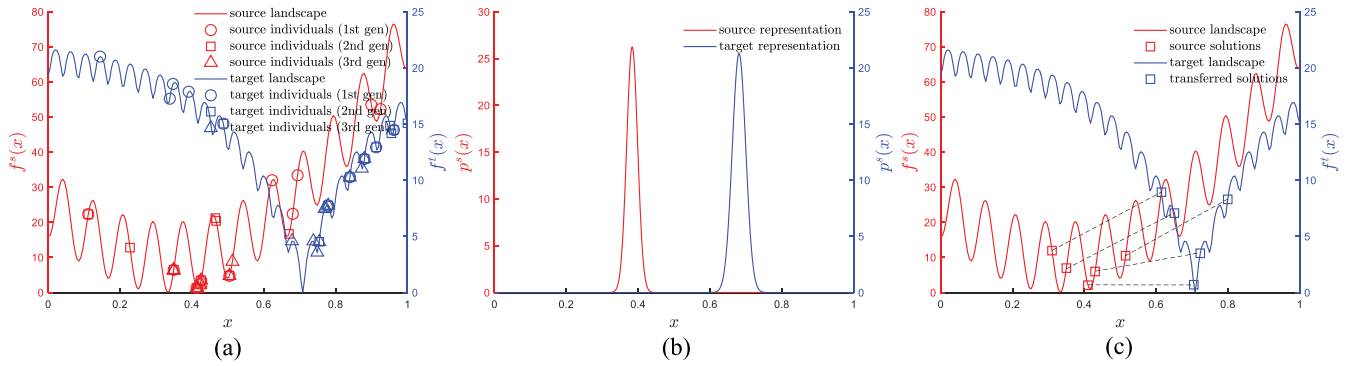 source landscape
source individuals (1st gen)
source individuals (2nd gen)
source individuals (3rd gen)
target landscape
target individuals (1st gen)
target individuals (2nd gen)
target individuals (3rd gen)
80
70
60
50
40
30
20
10
0
25
20
15
10
5
0
0
0.2
0.4
0.6
0.8
1
f^s(x)
f^t(x)
x
(a)
source representation
target representation
30
25
20
15
10
5
0
25
20
15
10
5
0
0
0.2
0.4
0.6
0.8
1
p^s(x)
p^s(x)
x
(b)
source landscape
source solutions
target landscape
transferred solutions
80
70
60
50
40
30
20
10
0
25
20
15
10
5
0
0
0.2
0.4
0.6
0.8
1
f^s(x)
f^t(x)
x
(c)